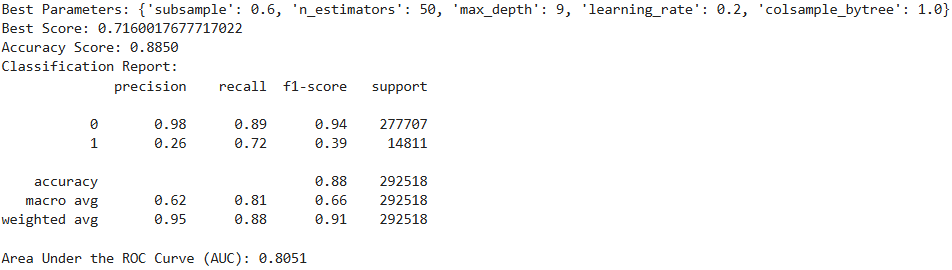 Best Parameters: {'subsample': 0.6, 'n_estimators': 50, 'max_depth': 9, 'learning_rate': 0.2, 'colsample_bytree': 1.0}
Best Score: 0.7160017677717022
Accuracy Score: 0.8850
Classification Report:
              precision    recall  f1-score   support

           0       0.98      0.89      0.94    277707
           1       0.26      0.72      0.39     14811

    accuracy                           0.88    292518
   macro avg       0.62      0.81      0.66    292518
weighted avg       0.95      0.88      0.91    292518

Area Under the ROC Curve (AUC): 0.8051